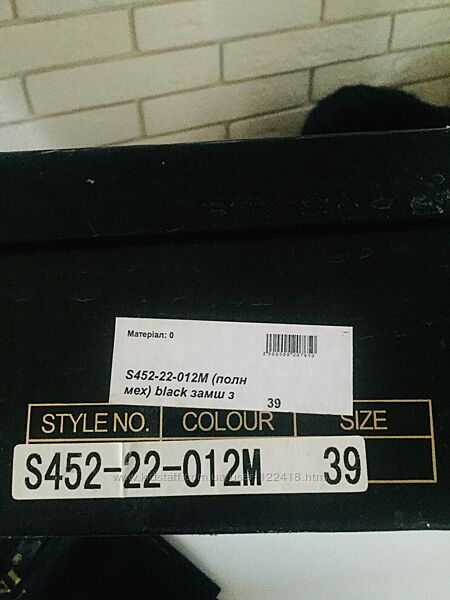 Матеріал: 0
S452-22-012M (полн
мех) black замш з
39
STYLE NO. COLOUR SIZE
S452-22-012M 39